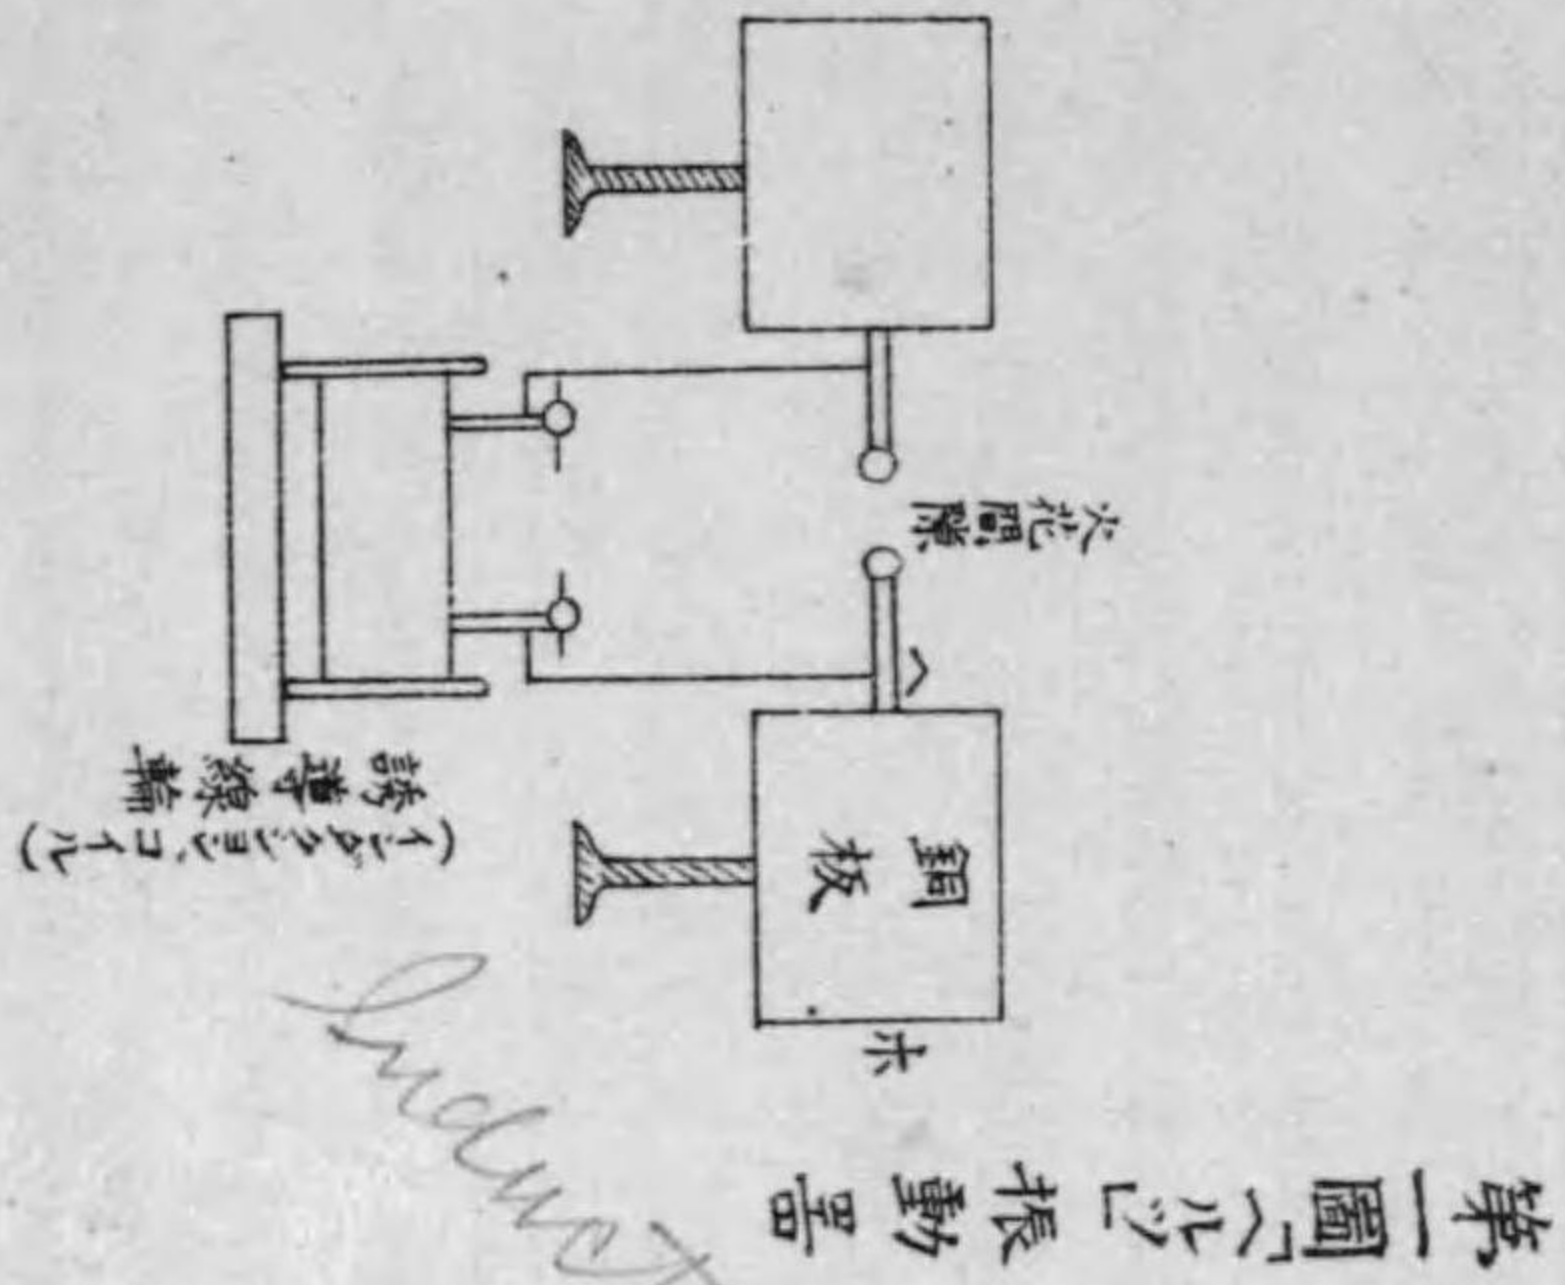 第一圖「ヘルツ」振動器
火花間隙
ヘ
銅板
ホ
誘導線輪
(インダクション、コイル)
Induct